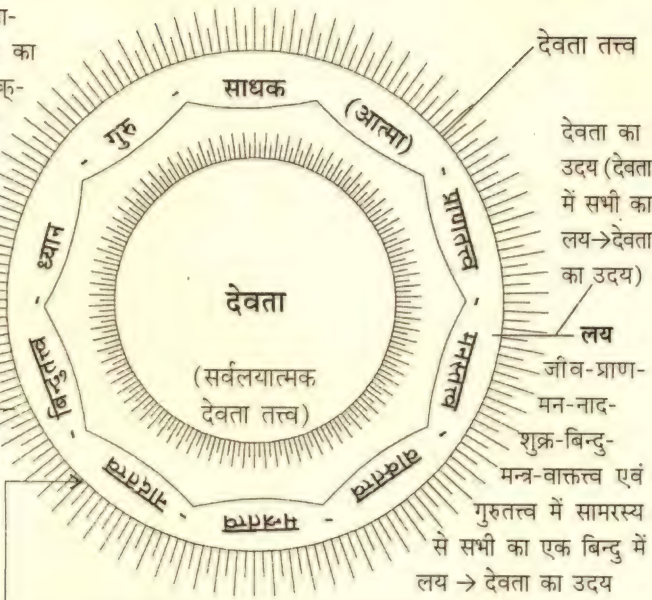 का
देवता तत्त्व
साधक
(आत्मा)
- प्राणतत्त्व -
मनस्तत्त्व
वाक्तत्त्व -
मन्त्रतत्त्व -
नादतत्त्व -
बिन्दुतत्त्व -
ध्यान
- गुरु -
देवता
(सर्वलयात्मक
देवता तत्त्व)
देवता का
उदय (देवता
में सभी का
लय→देवता
का उदय)
लय
जीव-प्राण-
मन-नाद-
शुक्र-बिन्दु-
मन्त्र-वाक्तत्त्व एवं
गुरुतत्त्व में सामरस्य
से सभी का एक बिन्दु में
लय → देवता का उदय